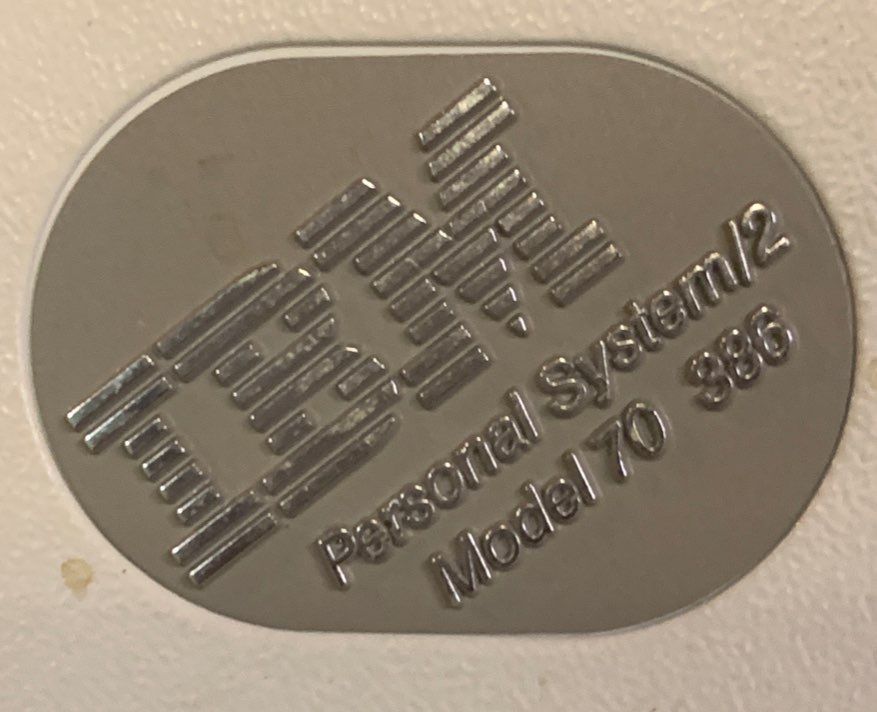 IBM
Personal System/2
Model 70 386